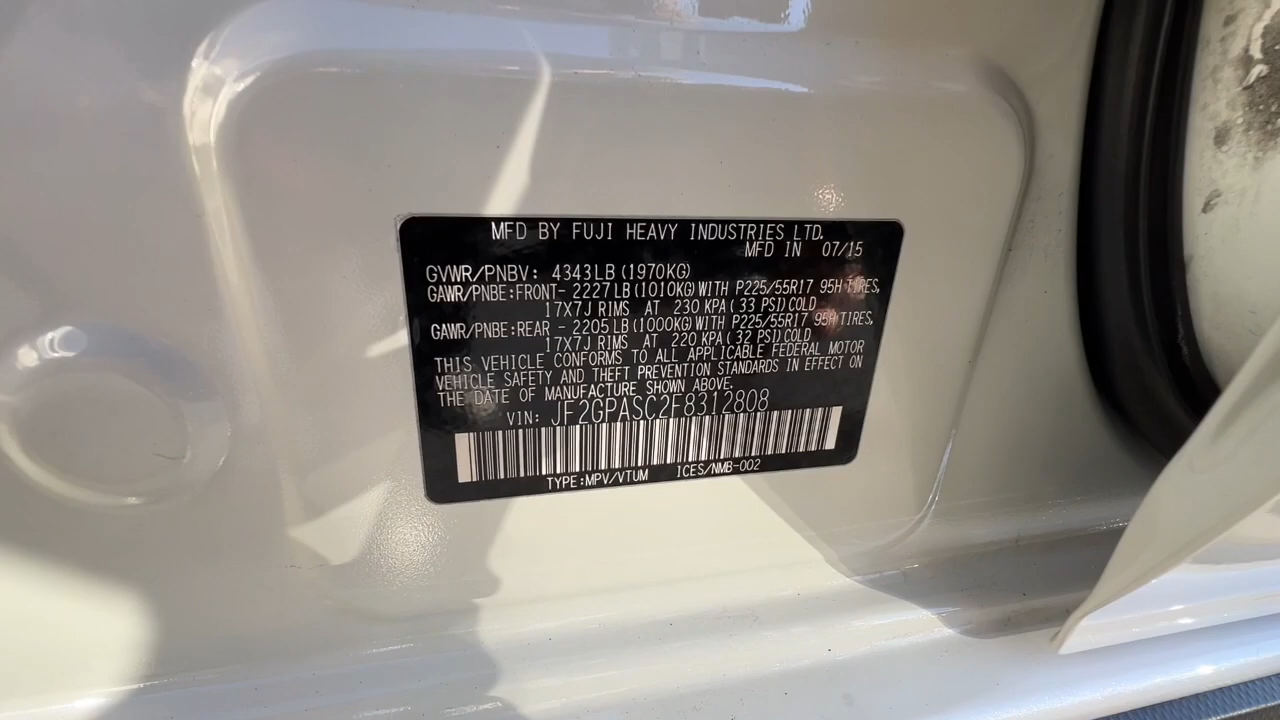 MFD BY FUJI HEAVY INDUSTRIES LTD.
MFD IN 07/15
GVWR/PNBV: 4343LB (1970KG)
GAWR/PNBE:FRONT- 2227LB (1010KG) WITH P225/55R17 95H TIRES,
17X7J RIMS AT 230 KPA ( 33 PSI) COLD
GAWR/PNBE:REAR - 2205LB (1000KG) WITH P225/55R17 95H TIRES,
17X7J RIMS AT 220 KPA ( 32 PSI) COLD
THIS VEHICLE CONFORMS TO ALL APPLICABLE FEDERAL MOTOR
VEHICLE SAFETY AND THEFT PREVENTION STANDARDS IN EFFECT ON
THE DATE OF MANUFACTURE SHOWN ABOVE.
VIN: JF2GPASC2F8312808
TYPE:MPV/VTUM ICES/NMB-002